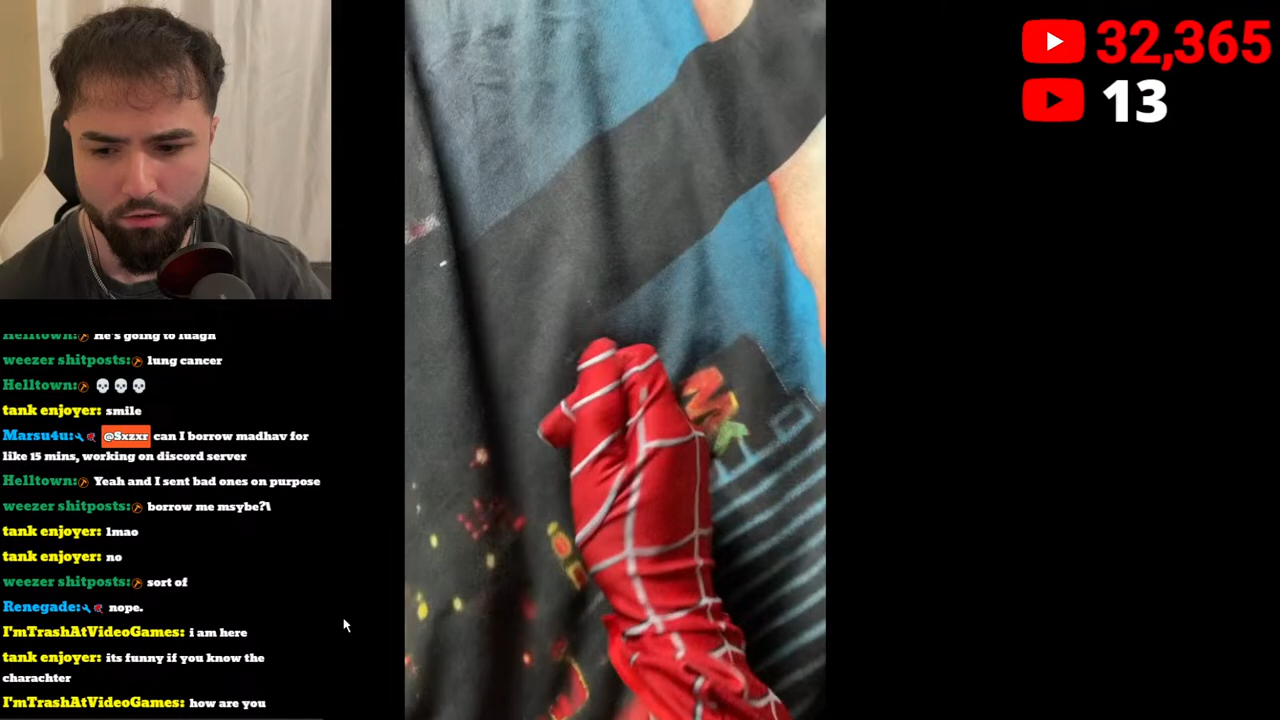 32,365
13
Helltown: He's going to luagh
weezer shitposts: lung cancer
Helltown: 💀💀💀
tank enjoyer: smile
Marsu4u: @Sxzxr can I borrow madhav for
like 15 mins, working on discord server
Helltown: Yeah and I sent bad ones on purpose
weezer shitposts: borrow me msybe?\
tank enjoyer: lmao
tank enjoyer: no
weezer shitposts: sort of
Renegade: nope.
I'mTrashAtVideoGames: i am here
tank enjoyer: its funny if you know the
charachter
I'mTrashAtVideoGames: how are you